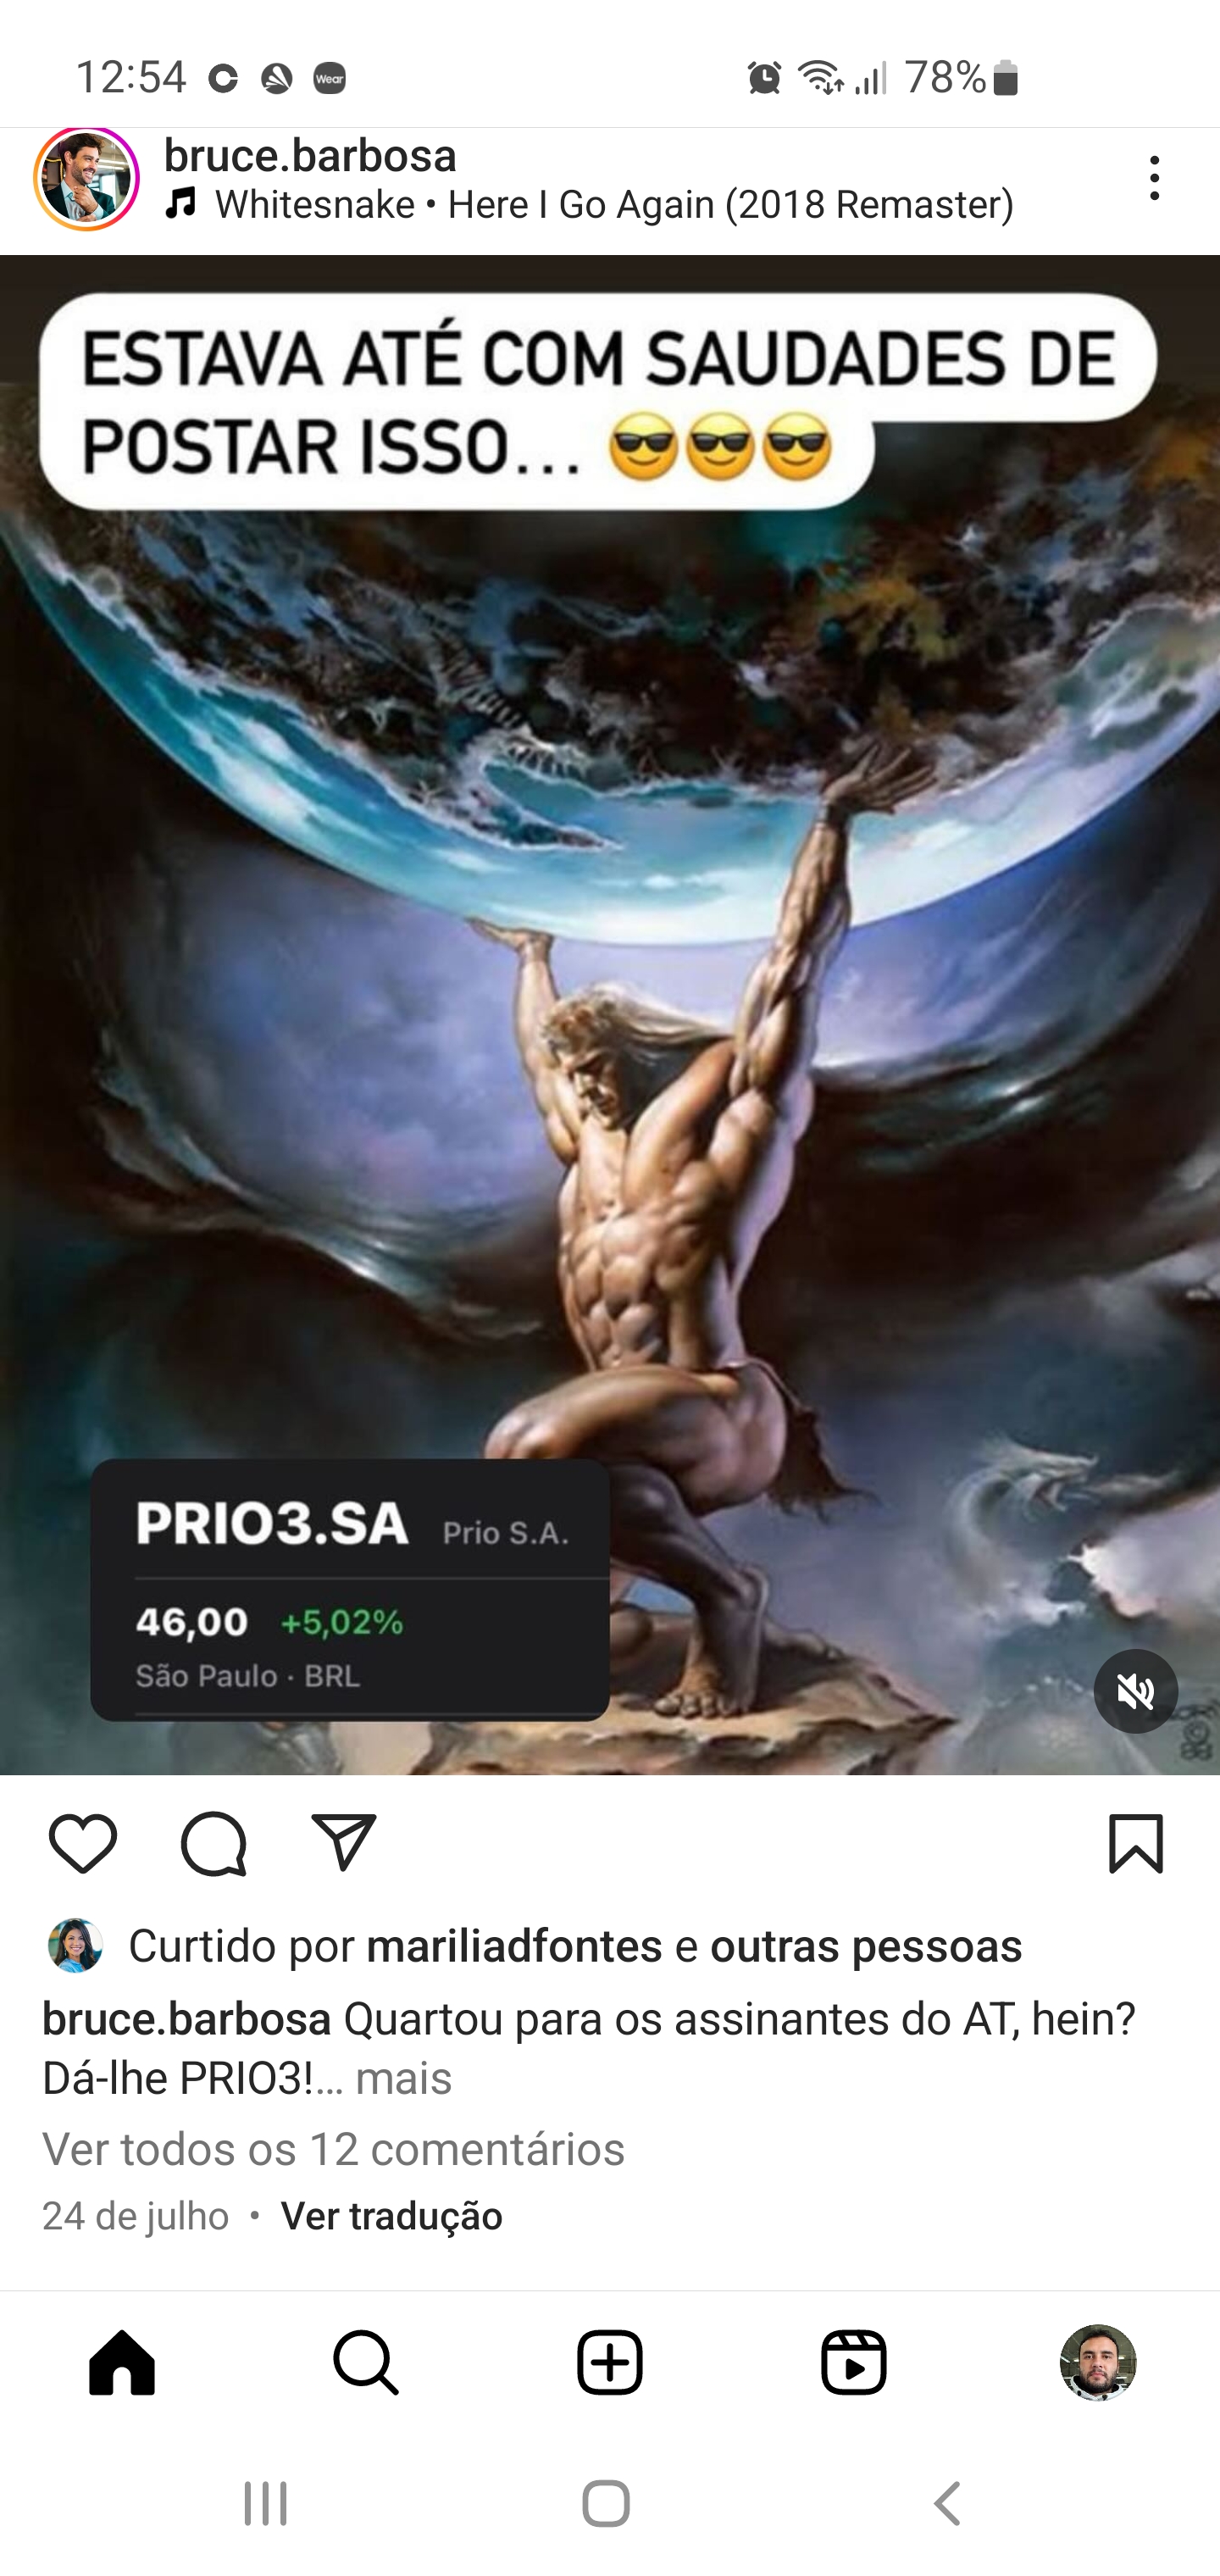 12:54
Wear
78%
bruce.barbosa
Whitesnake • Here I Go Again (2018 Remaster)
ESTAVA ATÉ COM SAUDADES DE
POSTAR ISSO... 😎😎😎
PRIO3.SA Prio S.A.
46,00 +5,02%
São Paulo · BRL
Curtido por mariliadfontes e outras pessoas
bruce.barbosa Quartou para os assinantes do AT, hein?
Dá-lhe PRIO3!... mais
Ver todos os 12 comentários
24 de julho • Ver tradução